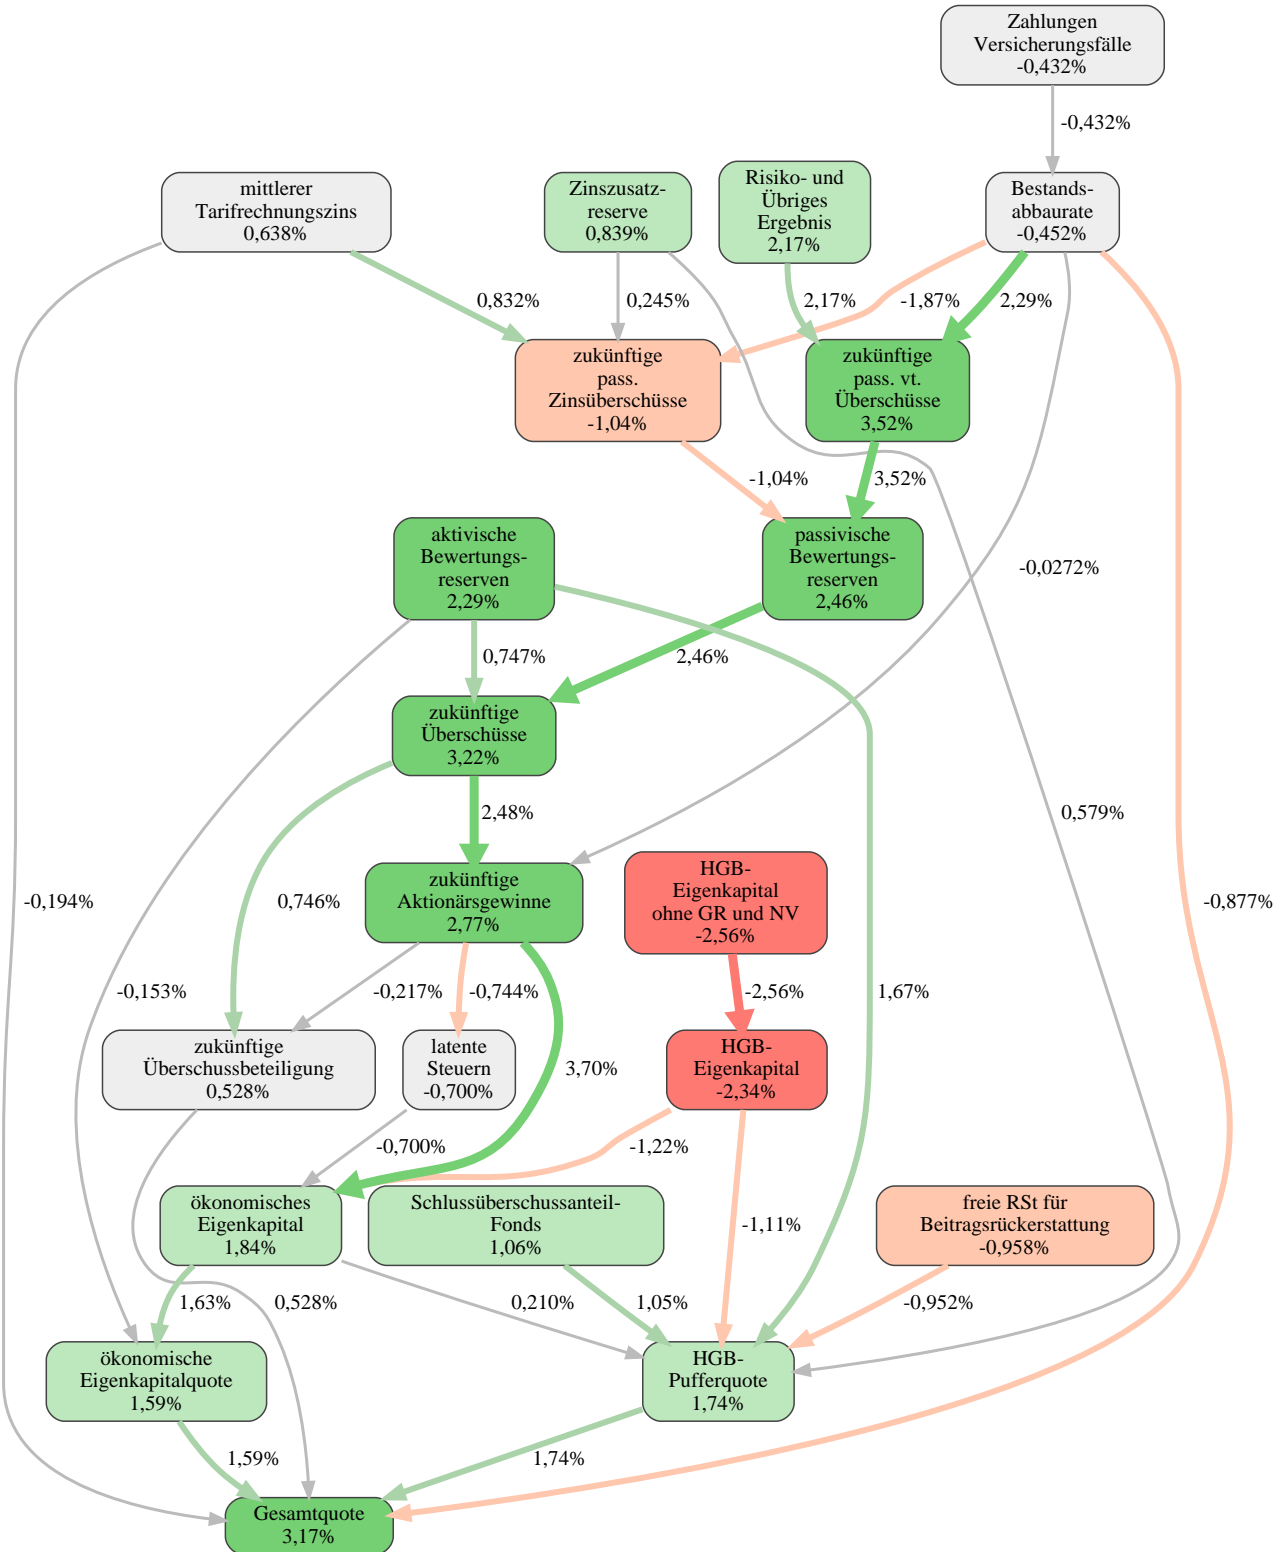 Zahlungen
Versicherungsfälle
-0,432%
-0,432%
mittlerer
Tarifrechnungszins
0,638%
Zinszusatz-
reserve
0,839%
Risiko- und
Übriges
Ergebnis
2,17%
Bestands-
abbaurate
-0,452%
0,832%
0,245%
2,17%
-1,87%
2,29%
zukünftige
pass.
Zinsüberschüsse
-1,04%
zukünftige
pass. vt.
Überschüsse
3,52%
-1,04%
3,52%
aktivische
Bewertungs-
reserven
2,29%
passivische
Bewertungs-
reserven
2,46%
-0,0272%
0,747%
2,46%
zukünftige
Überschüsse
3,22%
2,48%
0,579%
zukünftige
Aktionärsgewinne
2,77%
HGB-
Eigenkapital
ohne GR und NV
-2,56%
-0,194%
0,746%
-0,877%
-0,153%
-0,217%
-0,744%
-2,56%
1,67%
zukünftige
Überschussbeteiligung
0,528%
latente
Steuern
-0,700%
3,70%
HGB-
Eigenkapital
-2,34%
-0,700%
-1,22%
ökonomisches
Eigenkapital
1,84%
Schlussüberschussanteil-
Fonds
1,06%
-1,11%
freie RSt für
Beitragsrückerstattung
-0,958%
1,63%
0,528%
0,210%
1,05%
-0,952%
ökonomische
Eigenkapitalquote
1,59%
HGB-
Pufferquote
1,74%
1,59%
1,74%
Gesamtquote
3,17%